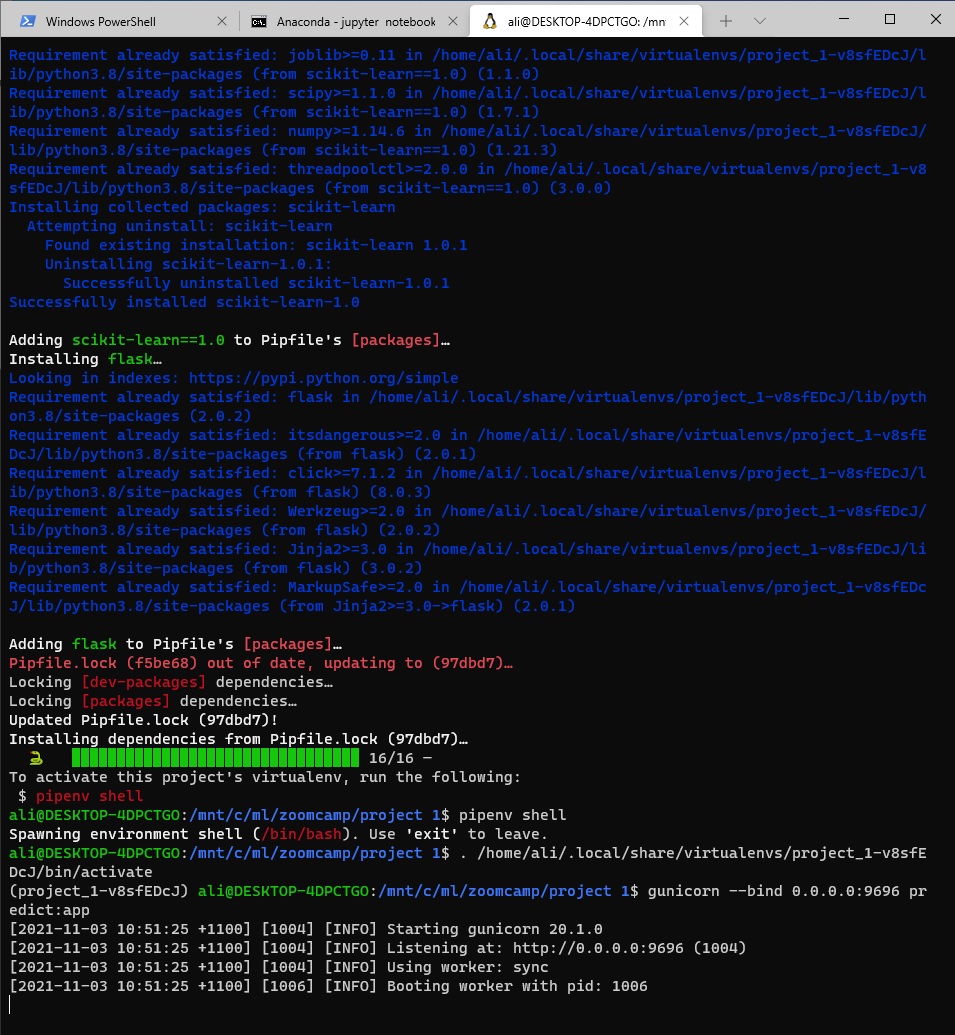 Windows PowerShell
Anaconda - jupyter notebook
ali@DESKTOP-4DPCTGO: /mn
Requirement already satisfied: joblib>=0.11 in /home/ali/.local/share/virtualenvs/project_1-v8sfEDcJ/l
ib/python3.8/site-packages (from scikit-learn==1.0) (1.1.0)
Requirement already satisfied: scipy>=1.1.0 in /home/ali/.local/share/virtualenvs/project_1-v8sfEDcJ/l
ib/python3.8/site-packages (from scikit-learn==1.0) (1.7.1)
Requirement already satisfied: numpy>=1.14.6 in /home/ali/.local/share/virtualenvs/project_1-v8sfEDcJ/
lib/python3.8/site-packages (from scikit-learn==1.0) (1.21.3)
Requirement already satisfied: threadpoolctl>=2.0.0 in /home/ali/.local/share/virtualenvs/project_1-v8
sfEDcJ/lib/python3.8/site-packages (from scikit-learn==1.0) (3.0.0)
Installing collected packages: scikit-learn
  Attempting uninstall: scikit-learn
    Found existing installation: scikit-learn 1.0.1
    Uninstalling scikit-learn-1.0.1:
      Successfully uninstalled scikit-learn-1.0.1
Successfully installed scikit-learn-1.0
Adding scikit-learn==1.0 to Pipfile's [packages]…
Installing flask…
Looking in indexes: https://pypi.python.org/simple
Requirement already satisfied: flask in /home/ali/.local/share/virtualenvs/project_1-v8sfEDcJ/lib/pyth
on3.8/site-packages (2.0.2)
Requirement already satisfied: itsdangerous>=2.0 in /home/ali/.local/share/virtualenvs/project_1-v8sfE
DcJ/lib/python3.8/site-packages (from flask) (2.0.1)
Requirement already satisfied: click>=7.1.2 in /home/ali/.local/share/virtualenvs/project_1-v8sfEDcJ/l
ib/python3.8/site-packages (from flask) (8.0.3)
Requirement already satisfied: Werkzeug>=2.0 in /home/ali/.local/share/virtualenvs/project_1-v8sfEDcJ/
lib/python3.8/site-packages (from flask) (2.0.2)
Requirement already satisfied: Jinja2>=3.0 in /home/ali/.local/share/virtualenvs/project_1-v8sfEDcJ/li
b/python3.8/site-packages (from flask) (3.0.2)
Requirement already satisfied: MarkupSafe>=2.0 in /home/ali/.local/share/virtualenvs/project_1-v8sfEDc
J/lib/python3.8/site-packages (from Jinja2>=3.0->flask) (2.0.1)
Adding flask to Pipfile's [packages]…
Pipfile.lock (f5be68) out of date, updating to (97dbd7)…
Locking [dev-packages] dependencies…
Locking [packages] dependencies…
Updated Pipfile.lock (97dbd7)!
Installing dependencies from Pipfile.lock (97dbd7)…
16/16 —
To activate this project's virtualenv, run the following:
 $ pipenv shell
ali@DESKTOP-4DPCTGO:/mnt/c/ml/zoomcamp/project 1$ pipenv shell
Spawning environment shell (/bin/bash). Use 'exit' to leave.
ali@DESKTOP-4DPCTGO:/mnt/c/ml/zoomcamp/project 1$ . /home/ali/.local/share/virtualenvs/project_1-v8sfE
DcJ/bin/activate
(project_1-v8sfEDcJ) ali@DESKTOP-4DPCTGO:/mnt/c/ml/zoomcamp/project 1$ gunicorn --bind 0.0.0.0:9696 pr
edict:app
[2021-11-03 10:51:25 +1100] [1004] [INFO] Starting gunicorn 20.1.0
[2021-11-03 10:51:25 +1100] [1004] [INFO] Listening at: http://0.0.0.0:9696 (1004)
[2021-11-03 10:51:25 +1100] [1004] [INFO] Using worker: sync
[2021-11-03 10:51:25 +1100] [1006] [INFO] Booting worker with pid: 1006